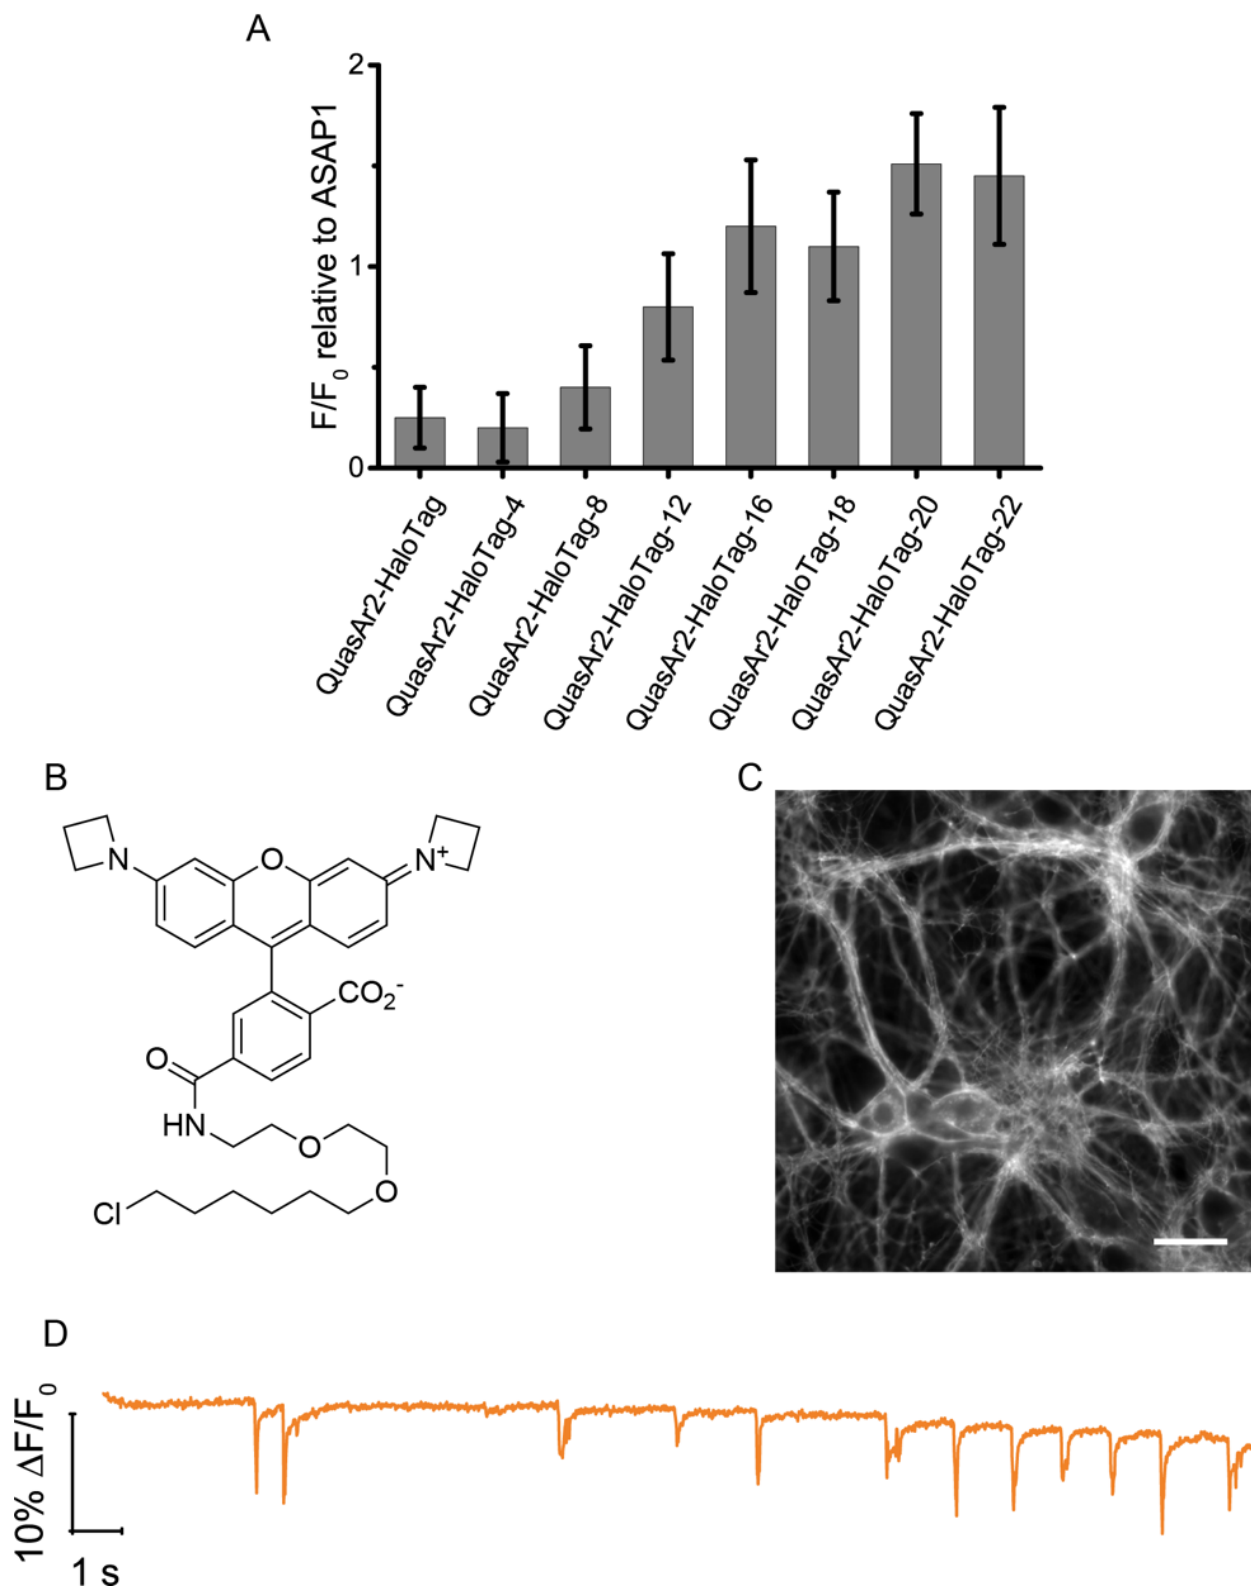 A
2
1
0
F/F0 relative to ASAP1
QuasAr2-HaloTag
QuasAr2-HaloTag-4
QuasAr2-HaloTag-8
QuasAr2-HaloTag-12
QuasAr2-HaloTag-16
QuasAr2-HaloTag-18
QuasAr2-HaloTag-20
QuasAr2-HaloTag-22
B
N
O
N+
CO2-
O
HN
O
O
Cl
C
D
10% ΔF/F0
1 s